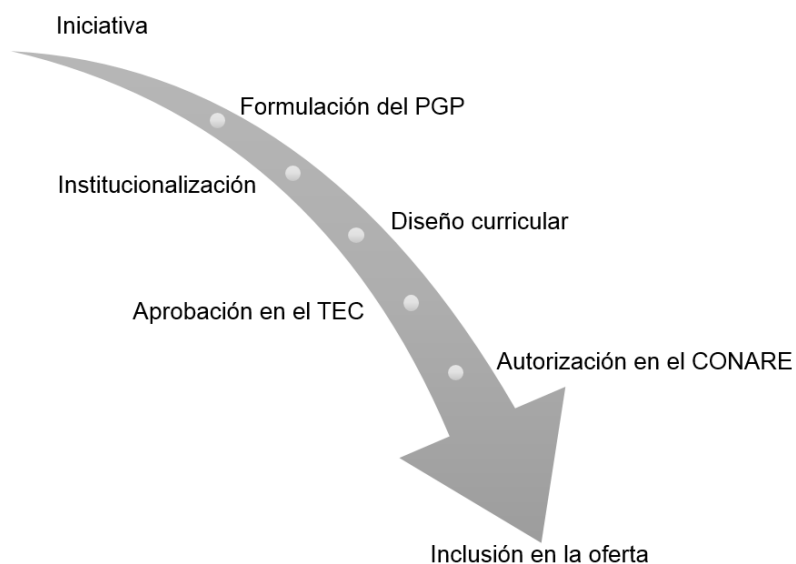 Iniciativa
Formulación del PGP
Institucionalización
Diseño curricular
Aprobación en el TEC
Autorización en el CONARE
Inclusión en la oferta